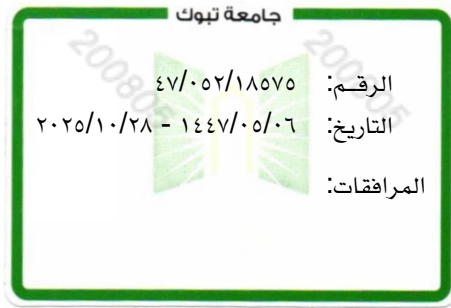 جامعة تبوك
الرقـم: ٤٧/٠٥٢/١٨٥٧٥
التاريخ: ١٤٤٧/٠٥/٠٦ - ٢٠٢٥/١٠/٢٨
المرافقات: